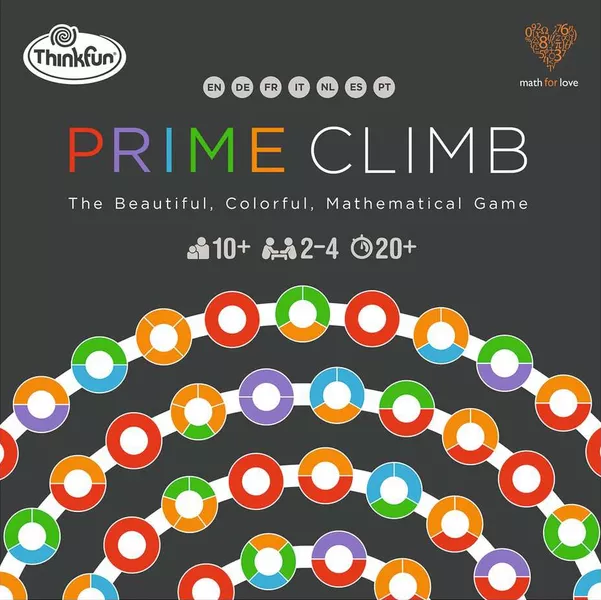 ThinkFun
math for love
EN DE FR IT NL ES PT
PRIME CLIMB
The Beautiful, Colorful, Mathematical Game
10+ 2-4 20+